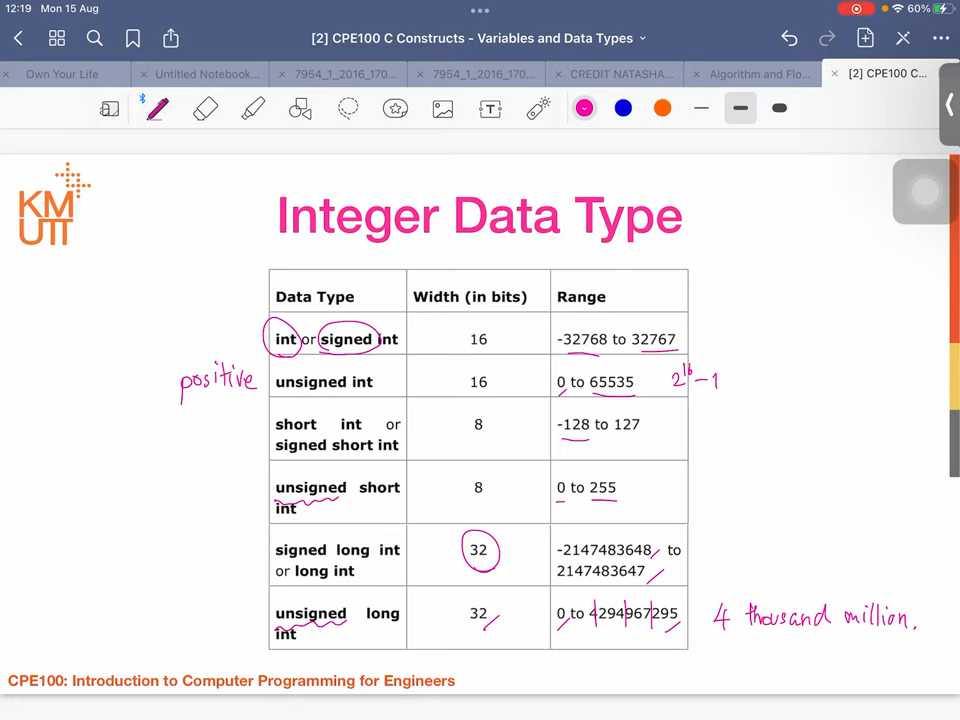 12:19 Mon 15 Aug
60%
[2] CPE100 C Constructs - Variables and Data Types
Own Your Life
Untitled Notebook...
7954_1_2016_170...
7954_1_2016_170...
CREDIT NATASHA...
Algorithm and Flo...
[2] CPE100 C...
KM
UTT
Integer Data Type
Data Type Width (in bits) Range
int or signed int 16 -32768 to 32767
positive unsigned int 16 0 to 65535 2^16 - 1
short int or 8 -128 to 127
signed short int
unsigned short 8 0 to 255
int
signed long int 32 -2147483648 to
or long int 2147483647
unsigned long 32 0 to 4294967295 4 thousand million.
int
CPE100: Introduction to Computer Programming for Engineers